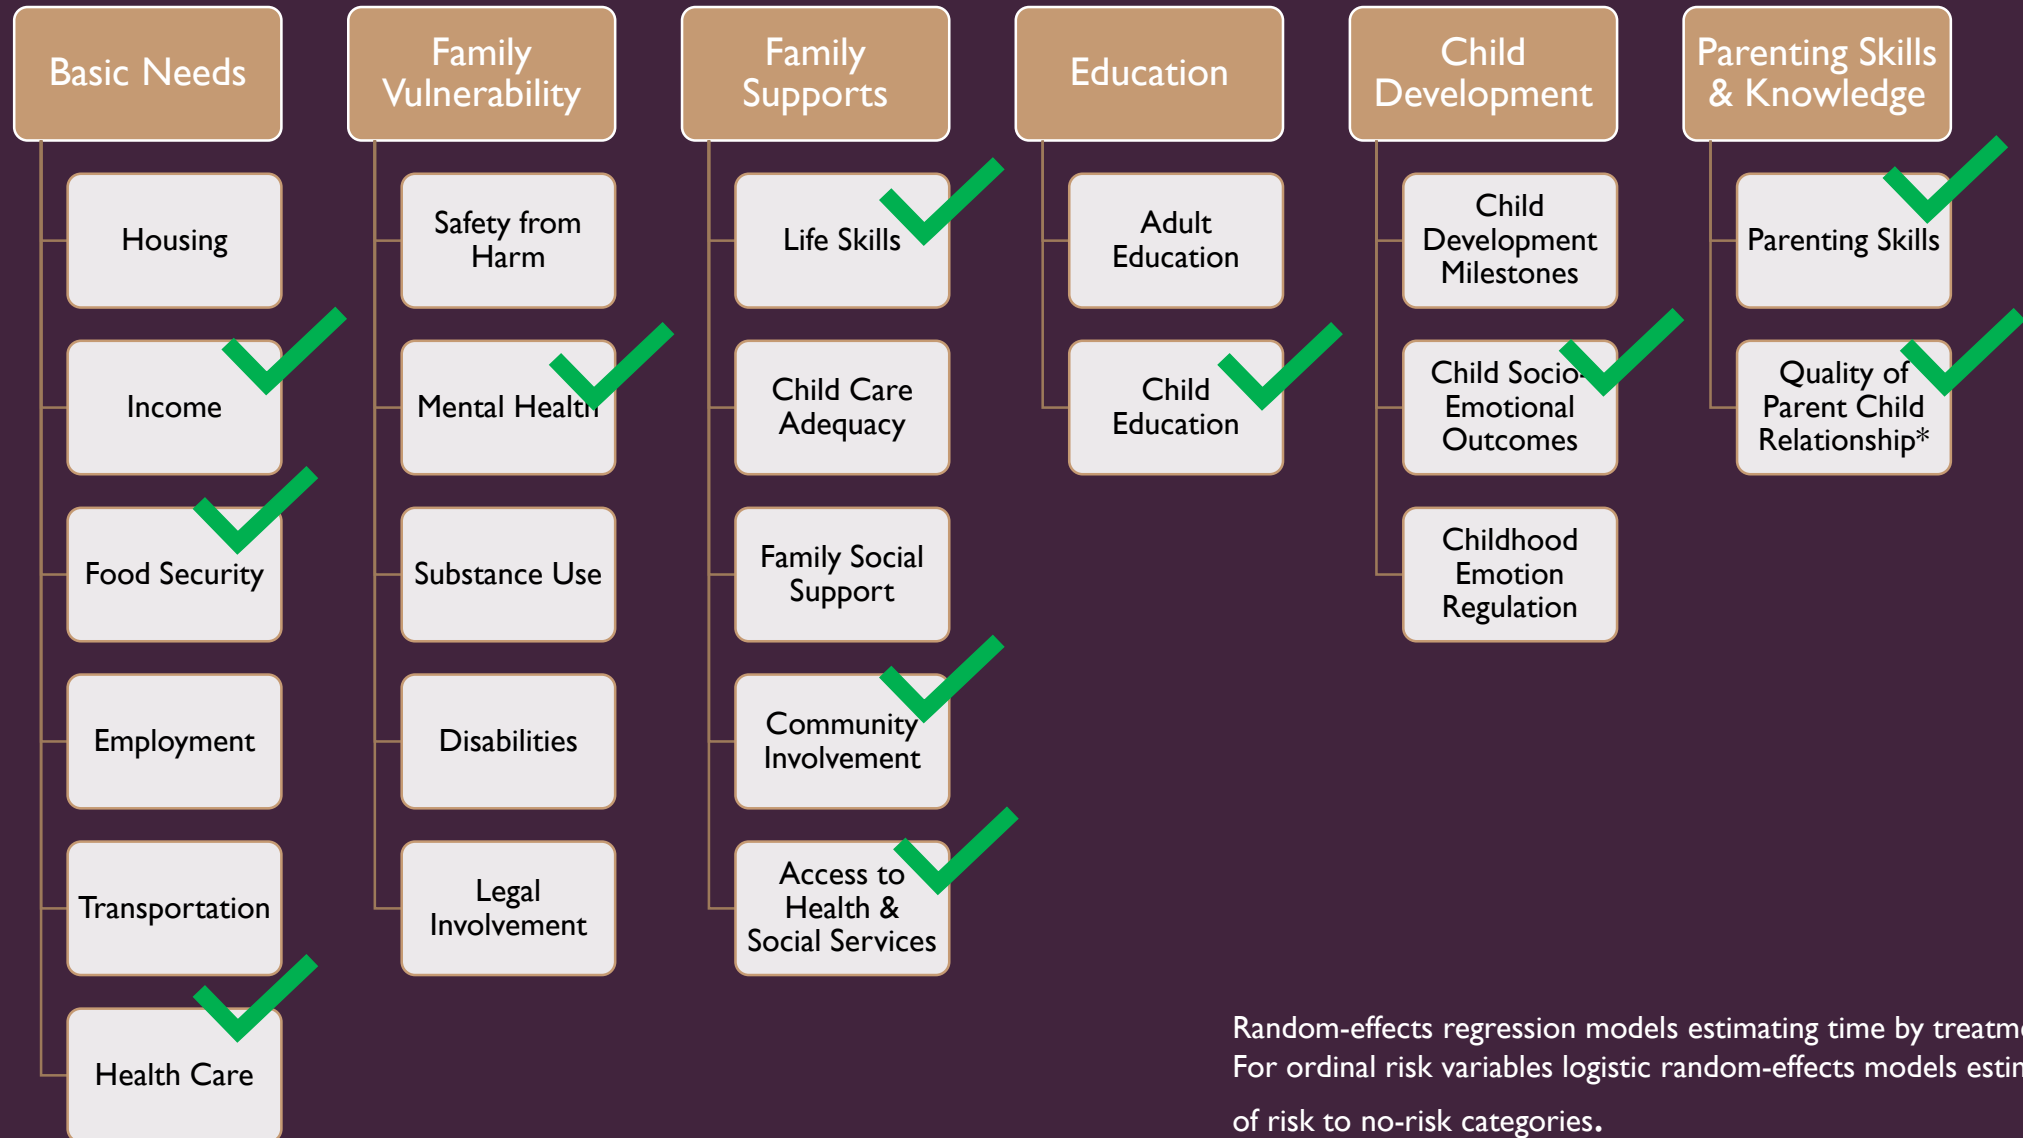 Basic Needs
Housing
Income
Food Security
Employment
Transportation
Health Care
Family
Vulnerability
Safety from
Harm
Mental Health
Substance Use
Disabilities
Legal
Involvement
Family
Supports
Life Skills
Child Care
Adequacy
Family Social
Support
Community
Involvement
Access to
Health &
Social Services
Education
Adult
Education
Child
Education
Child
Development
Child
Development
Milestones
Child Socio-
Emotional
Outcomes
Childhood
Emotion
Regulation
Parenting Skills
& Knowledge
Parenting Skills
Quality of
Parent Child
Relationship*
Random-effects regression models estimating time by
For ordinal risk variables logistic random-effects models
of risk to no-risk categories.